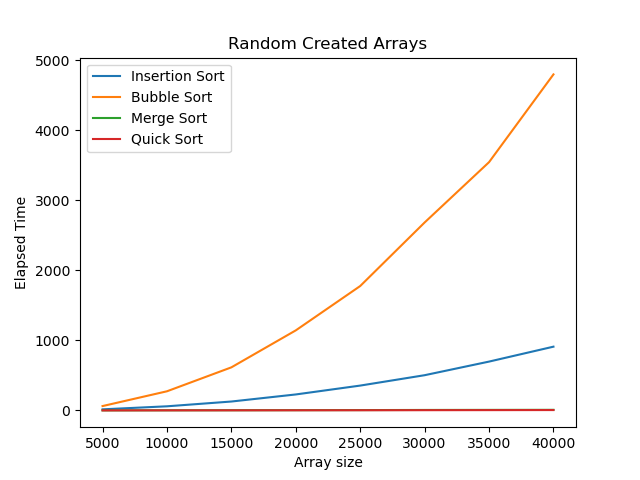 Random Created Arrays
Insertion Sort
Bubble Sort
Merge Sort
Quick Sort
Elapsed Time
5000
4000
3000
2000
1000
0
5000 10000 15000 20000 25000 30000 35000 40000
Array size